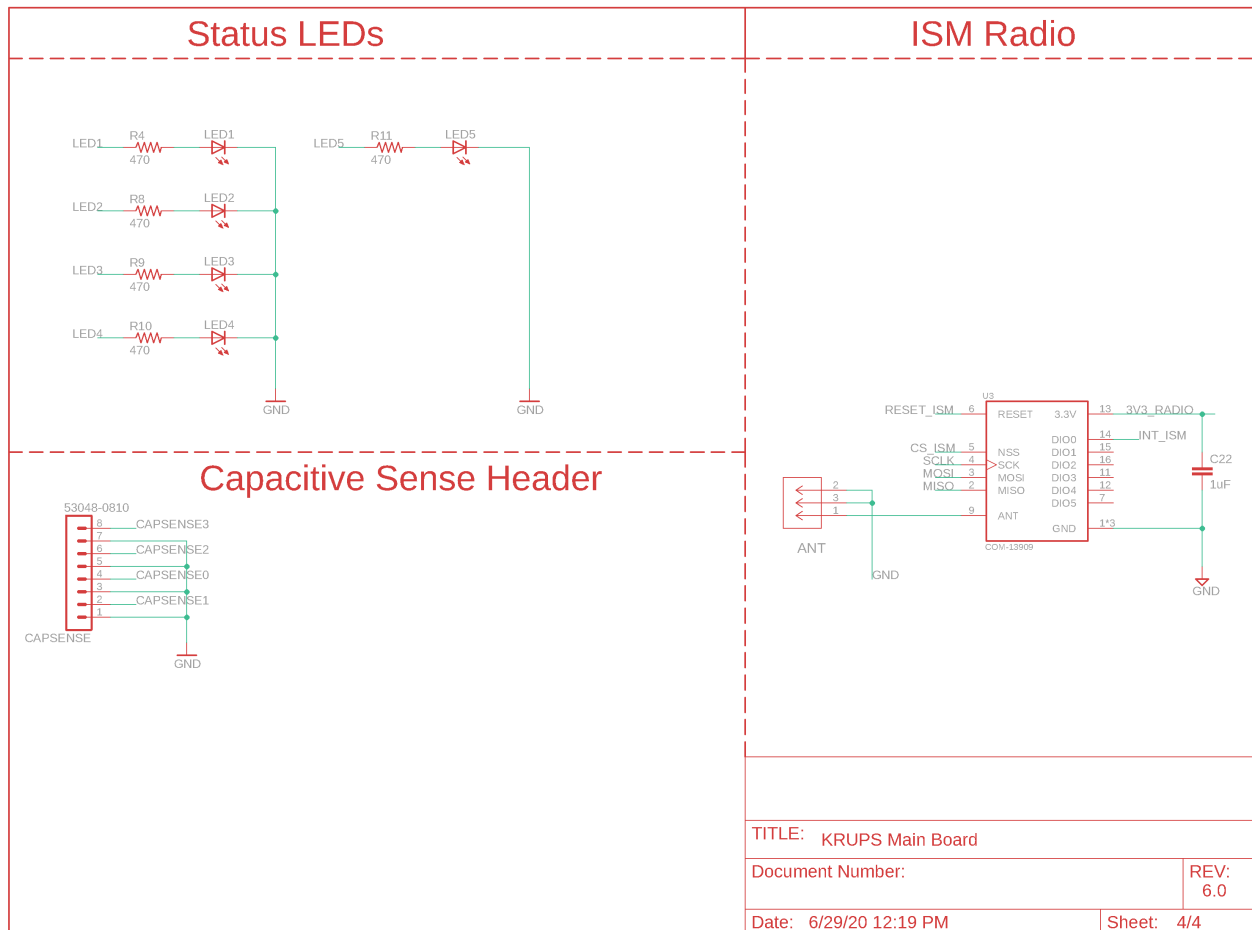 Status LEDs
ISM Radio
LED1
R4
470
LED1
LED5
R11
470
LED5
LED2
R8
470
LED2
LED3
R9
470
LED3
LED4
R10
470
LED4
GND
GND
Capacitive Sense Header
53048-0810
8
CAPSENSE3
7
6
CAPSENSE2
5
4
CAPSENSE0
3
2
CAPSENSE1
1
CAPSENSE
GND
U3
RESET_ISM
6
RESET
3.3V
13
3V3_RADIO
DIO0
14
INT_ISM
CS_ISM
5
NSS
DIO1
15
SCLK
4
SCK
DIO2
16
MOSI
3
MOSI
DIO3
11
MISO
2
MISO
DIO4
12
DIO5
7
9
ANT
GND
1*3
COM-13909
C22
1uF
GND
2
3
1
ANT
GND
TITLE:
KRUPS Main Board
Document Number:
REV:
6.0
Date: 6/29/20 12:19 PM
Sheet: 4/4